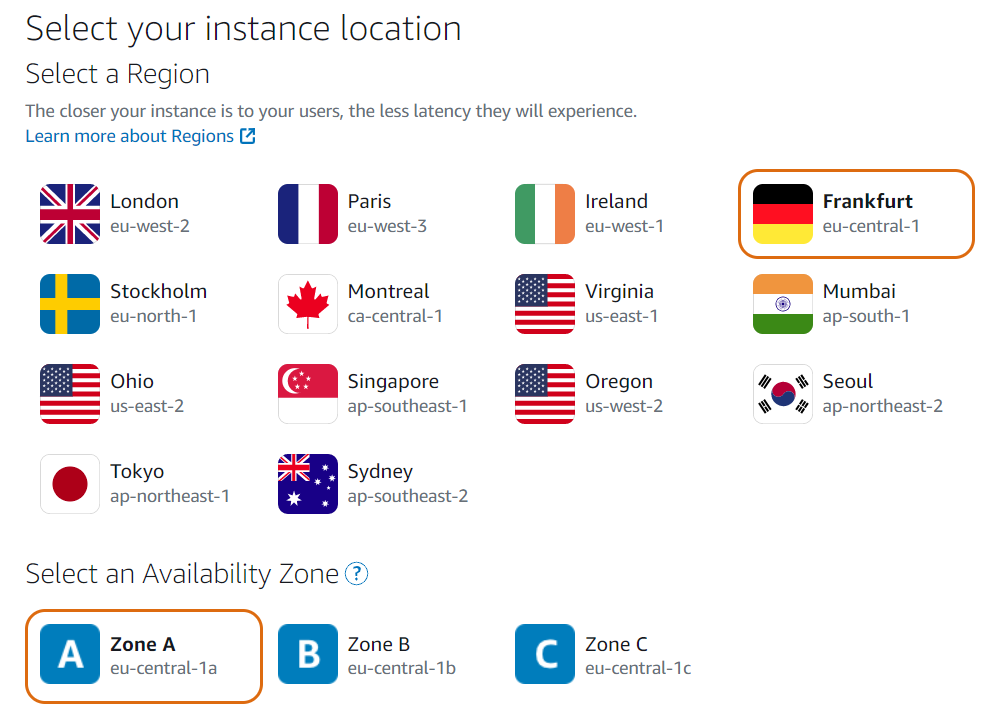 Select your instance location
Select a Region
The closer your instance is to your users, the less latency they will experience.
Learn more about Regions
London
eu-west-2
Paris
eu-west-3
Ireland
eu-west-1
Frankfurt
eu-central-1
Stockholm
eu-north-1
Montreal
ca-central-1
Virginia
us-east-1
Mumbai
ap-south-1
Ohio
us-east-2
Singapore
ap-southeast-1
Oregon
us-west-2
Seoul
ap-northeast-2
Tokyo
ap-northeast-1
Sydney
ap-southeast-2
Select an Availability Zone ?
A
Zone A
eu-central-1a
B
Zone B
eu-central-1b
C
Zone C
eu-central-1c